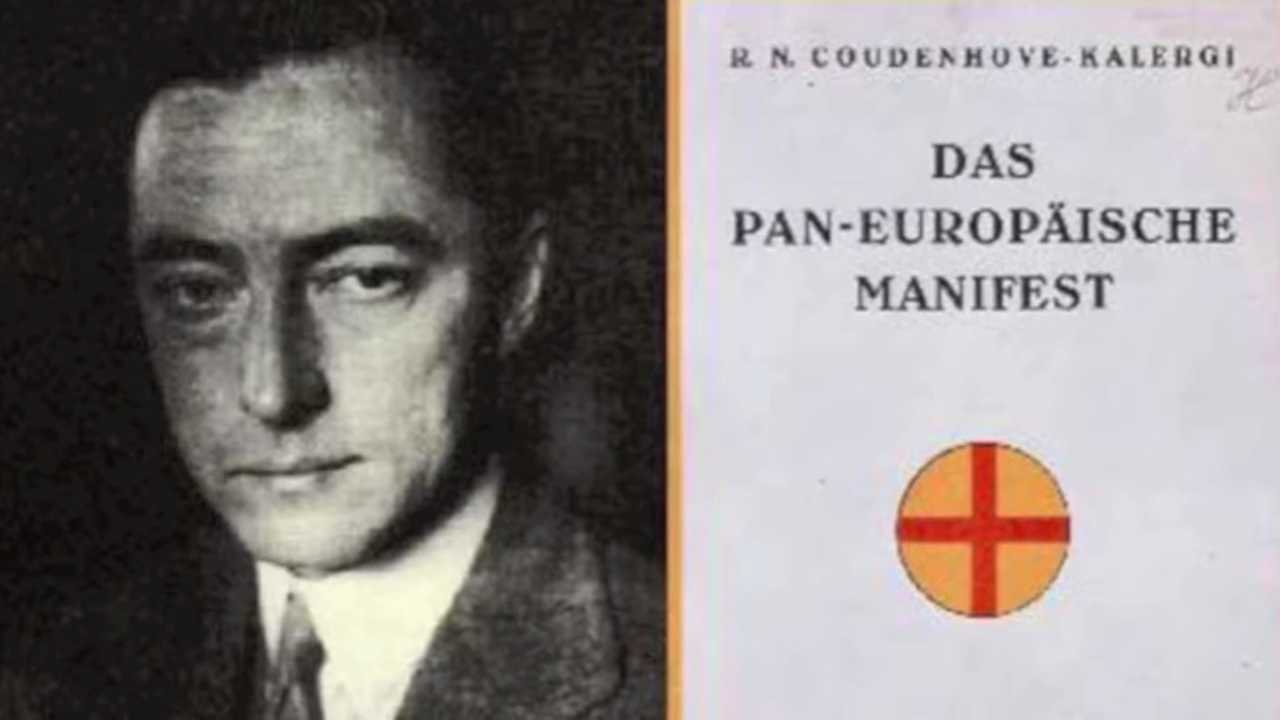 R. N. COUDENHOVE-KALERGI
DAS
PAN-EUROPÄISCHE
MANIFEST